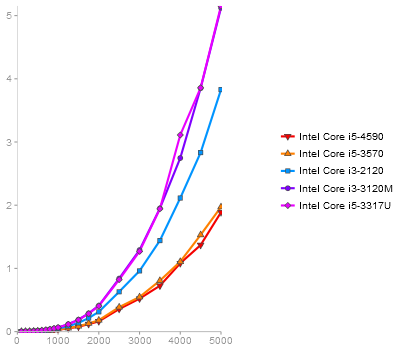 5
4
3
2
1
0
0 1000 2000 3000 4000 5000
Intel Core i5-4590
Intel Core i5-3570
Intel Core i3-2120
Intel Core i3-3120M
Intel Core i5-3317U